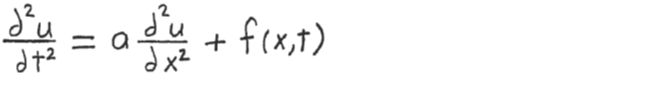 ∂²u/∂t² = a ∂²u/∂x² + f(x,t)